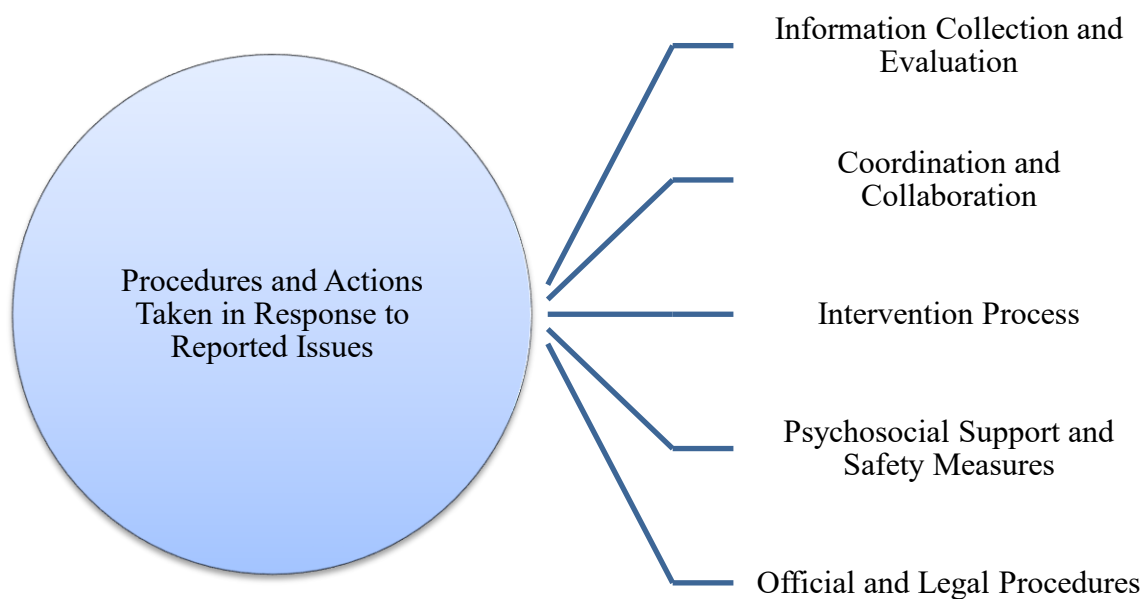 Information Collection and
Evaluation
Coordination and
Collaboration
Procedures and Actions
Taken in Response to
Reported Issues
Intervention Process
Psychosocial Support and
Safety Measures
Official and Legal Procedures